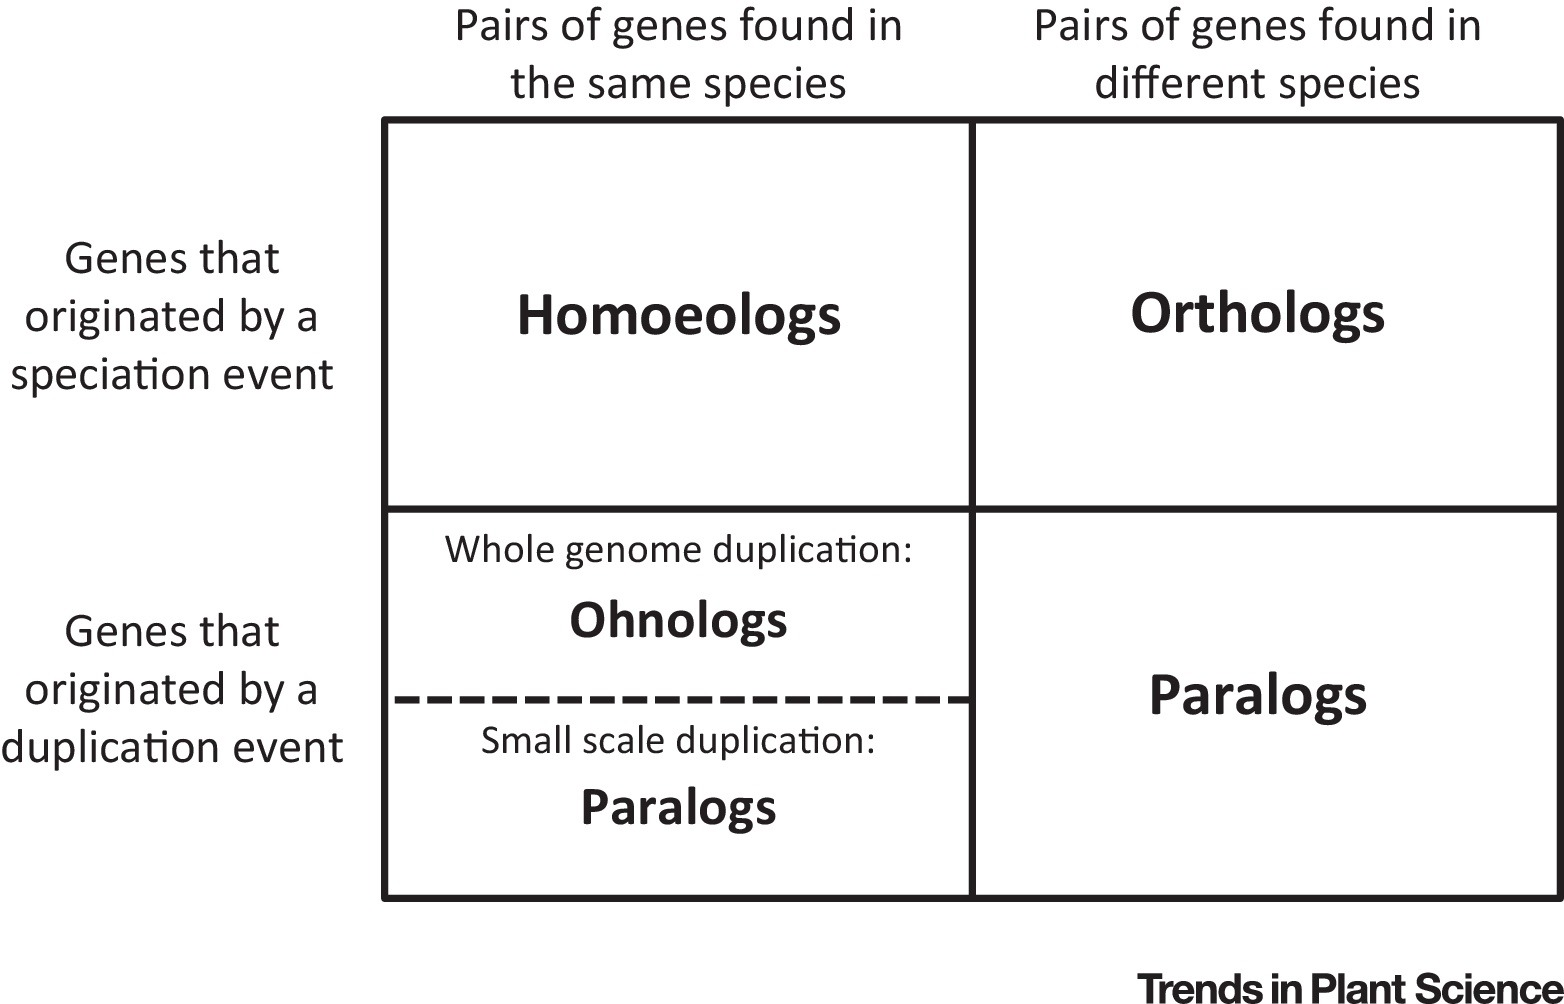 Pairs of genes found in
the same species
Pairs of genes found in
different species
Genes that
originated by a
speciation event
Homoeologs
Orthologs
Genes that
originated by a
duplication event
Whole genome duplication:
Ohnologs
Small scale duplication:
Paralogs
Paralogs
Trends in Plant Science